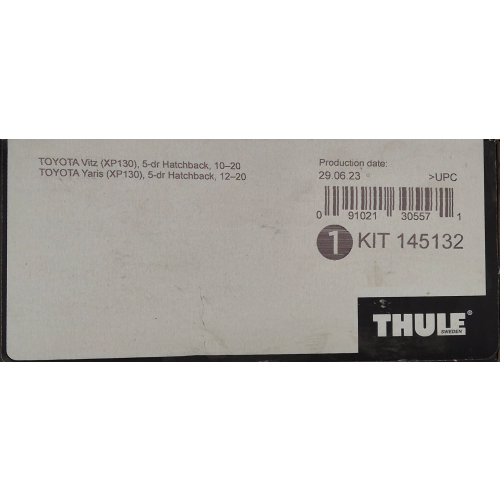 TOYOTA Vitz (XP130), 5-dr Hatchback, 10–20
TOYOTA Yaris (XP130), 5-dr Hatchback, 12–20
Production date:
29.06.23 >UPC
0 91021 30557 1
1 KIT 145132
THULE®
SWEDEN